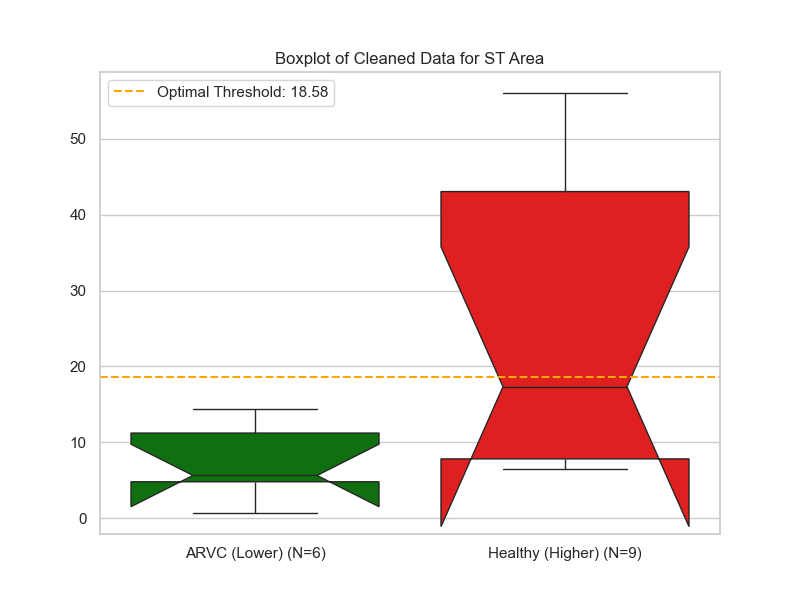 Boxplot of Cleaned Data for ST Area
Optimal Threshold: 18.58
50
40
30
20
10
0
ARVC (Lower) (N=6)
Healthy (Higher) (N=9)